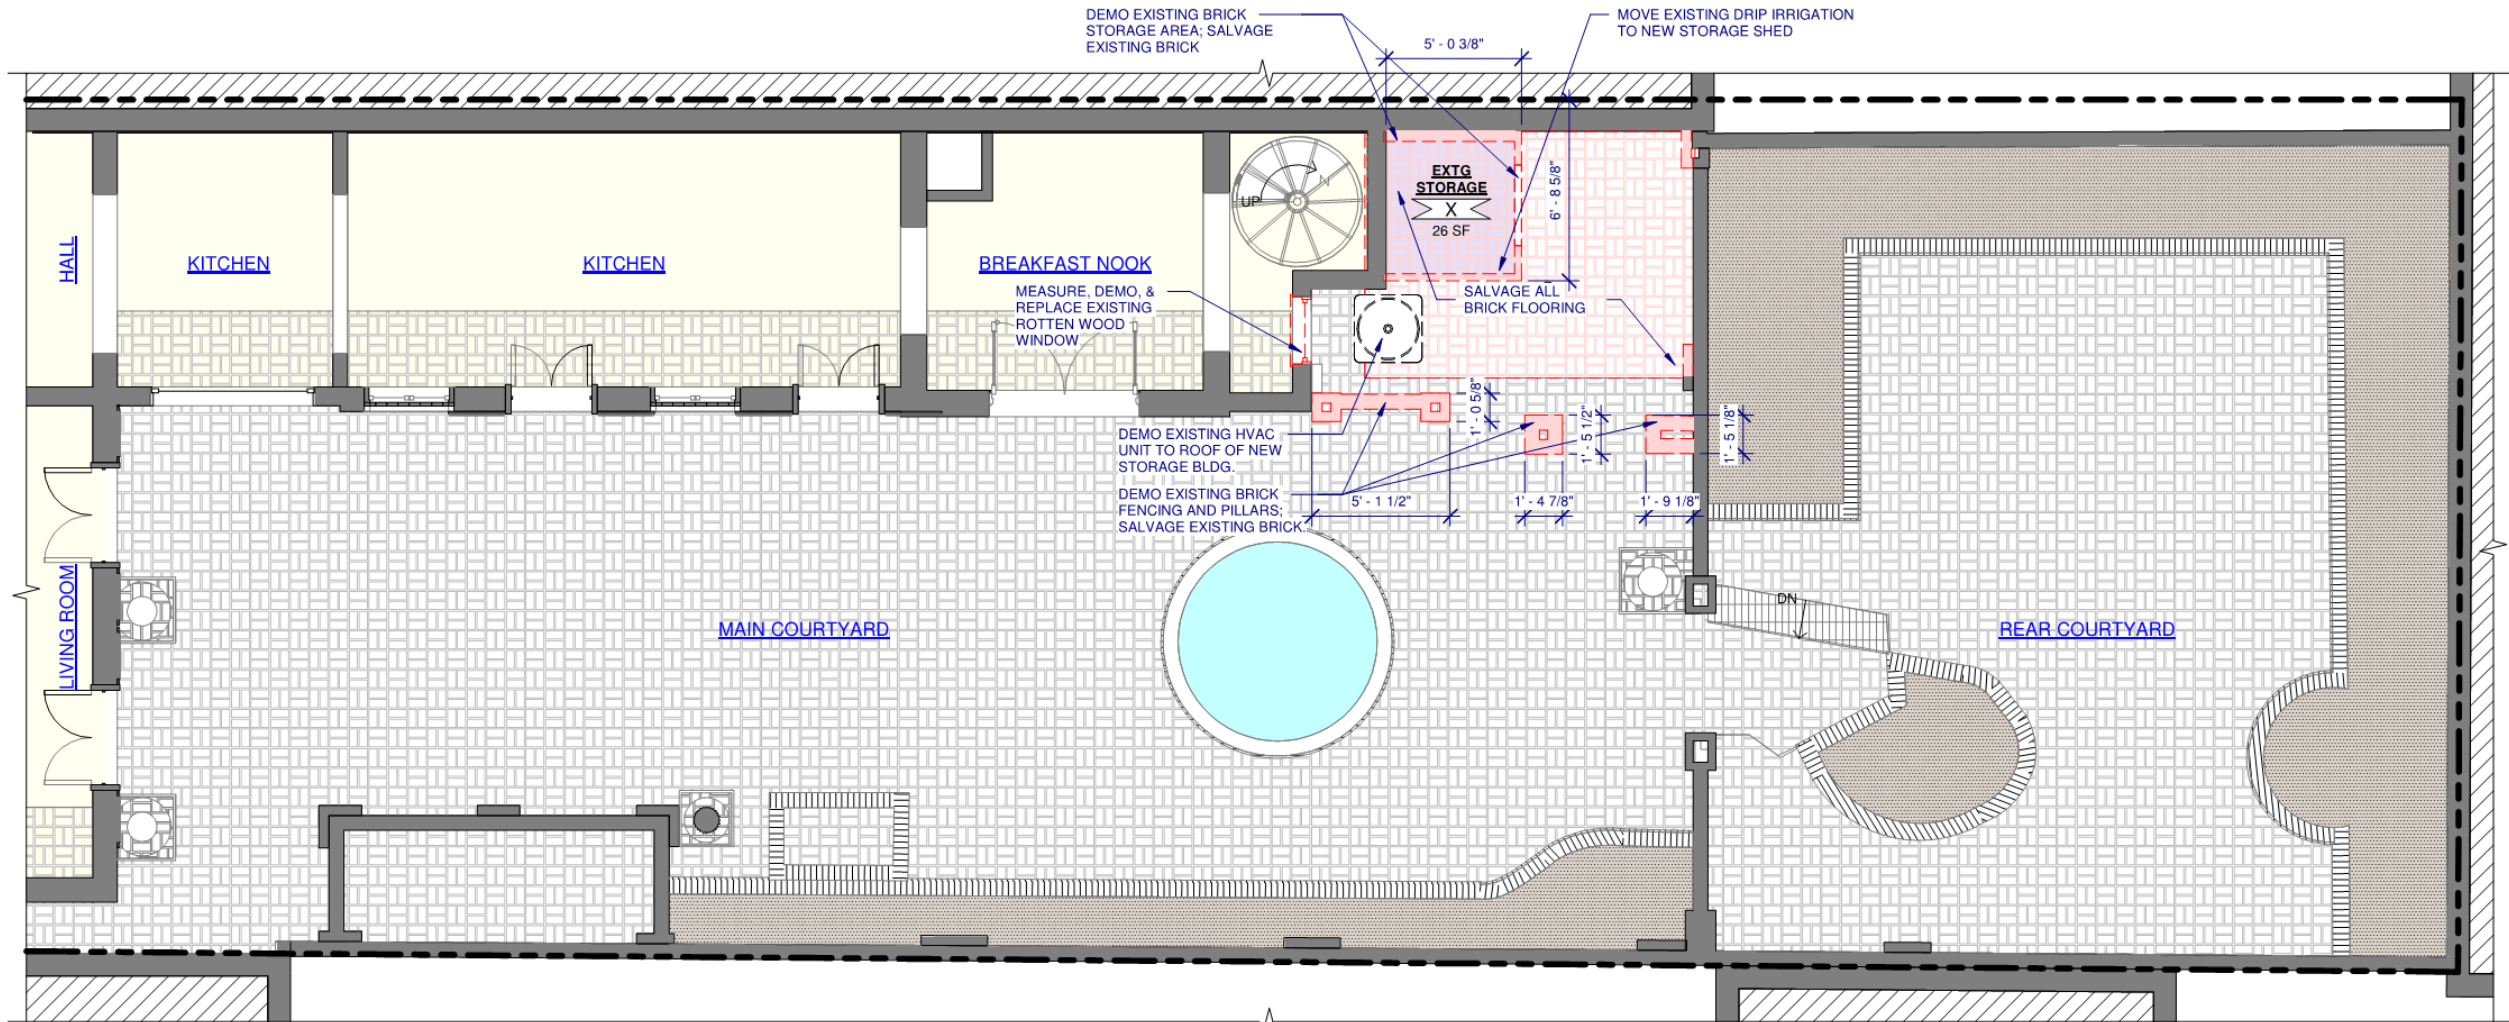 DEMO EXISTING BRICK
STORAGE AREA; SALVAGE
EXISTING BRICK
5' - 0 3/8"
MOVE EXISTING DRIP IRRIGATION
TO NEW STORAGE SHED
EXTG
STORAGE
X
26 SF
6' - 8 5/8"
UP
N
HALL
KITCHEN
KITCHEN
BREAKFAST NOOK
MEASURE, DEMO, &
REPLACE EXISTING
ROTTEN WOOD
WINDOW
SALVAGE ALL
BRICK FLOORING
1' - 0 5/8"
1' - 5 1/2"
1' - 5 1/8"
DEMO EXISTING HVAC
UNIT TO ROOF OF NEW
STORAGE BLDG.
DEMO EXISTING BRICK
FENCING AND PILLARS;
SALVAGE EXISTING BRICK.
5' - 1 1/2"
1' - 4 7/8"
1' - 9 1/8"
LIVING ROOM
MAIN COURTYARD
DN
REAR COURTYARD